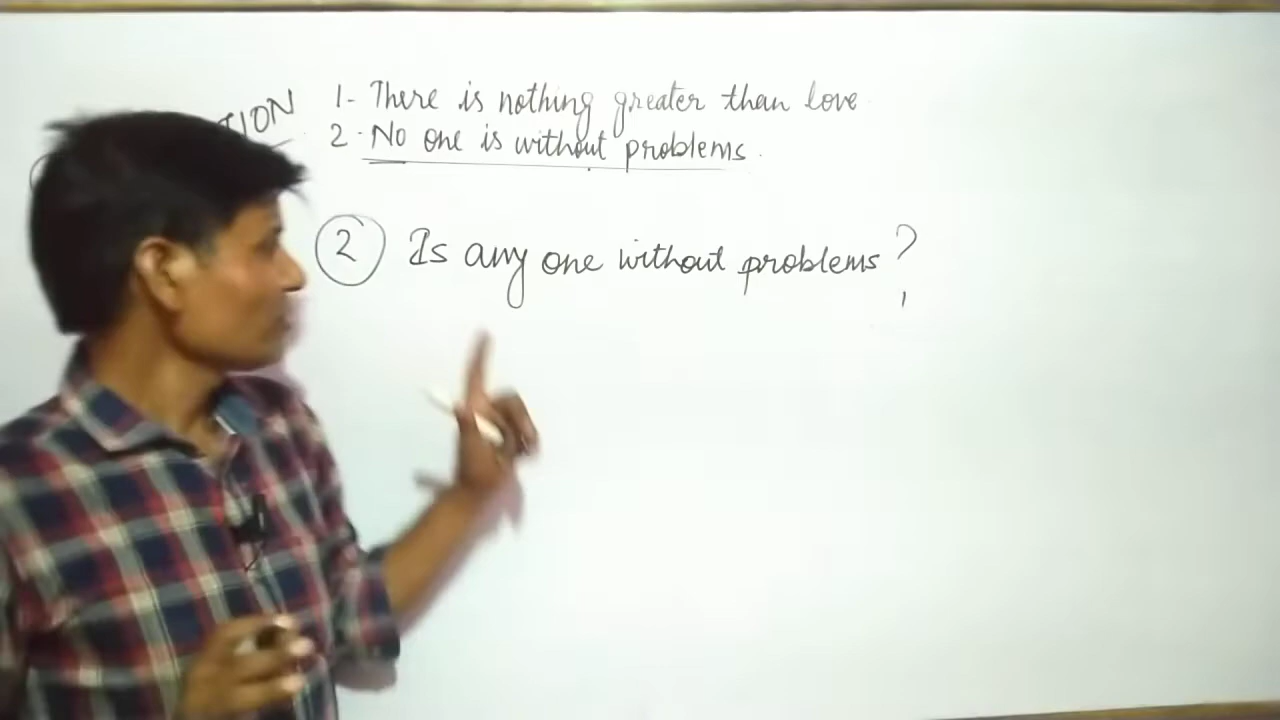 1- There is nothing greater than love.
2- No one is without problems.
2 Is any one without problems?